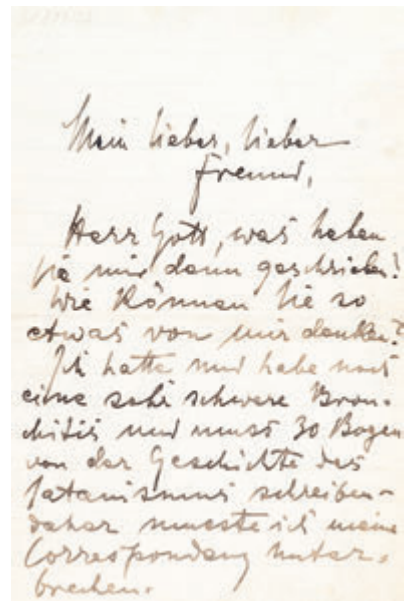 Mein lieber, lieber
Freund,
Herr Gott, was haben
Sie mir denn geschrieben?
Wie können Sie so
etwas von mir denken?
Ich hatte und habe noch
eine sehr schwere Bron-
chitis und muss 30 Bogen
von der Geschichte des
Satanismus schreiben –
daher musste ich meine
Correspondenz unter-
brechen.